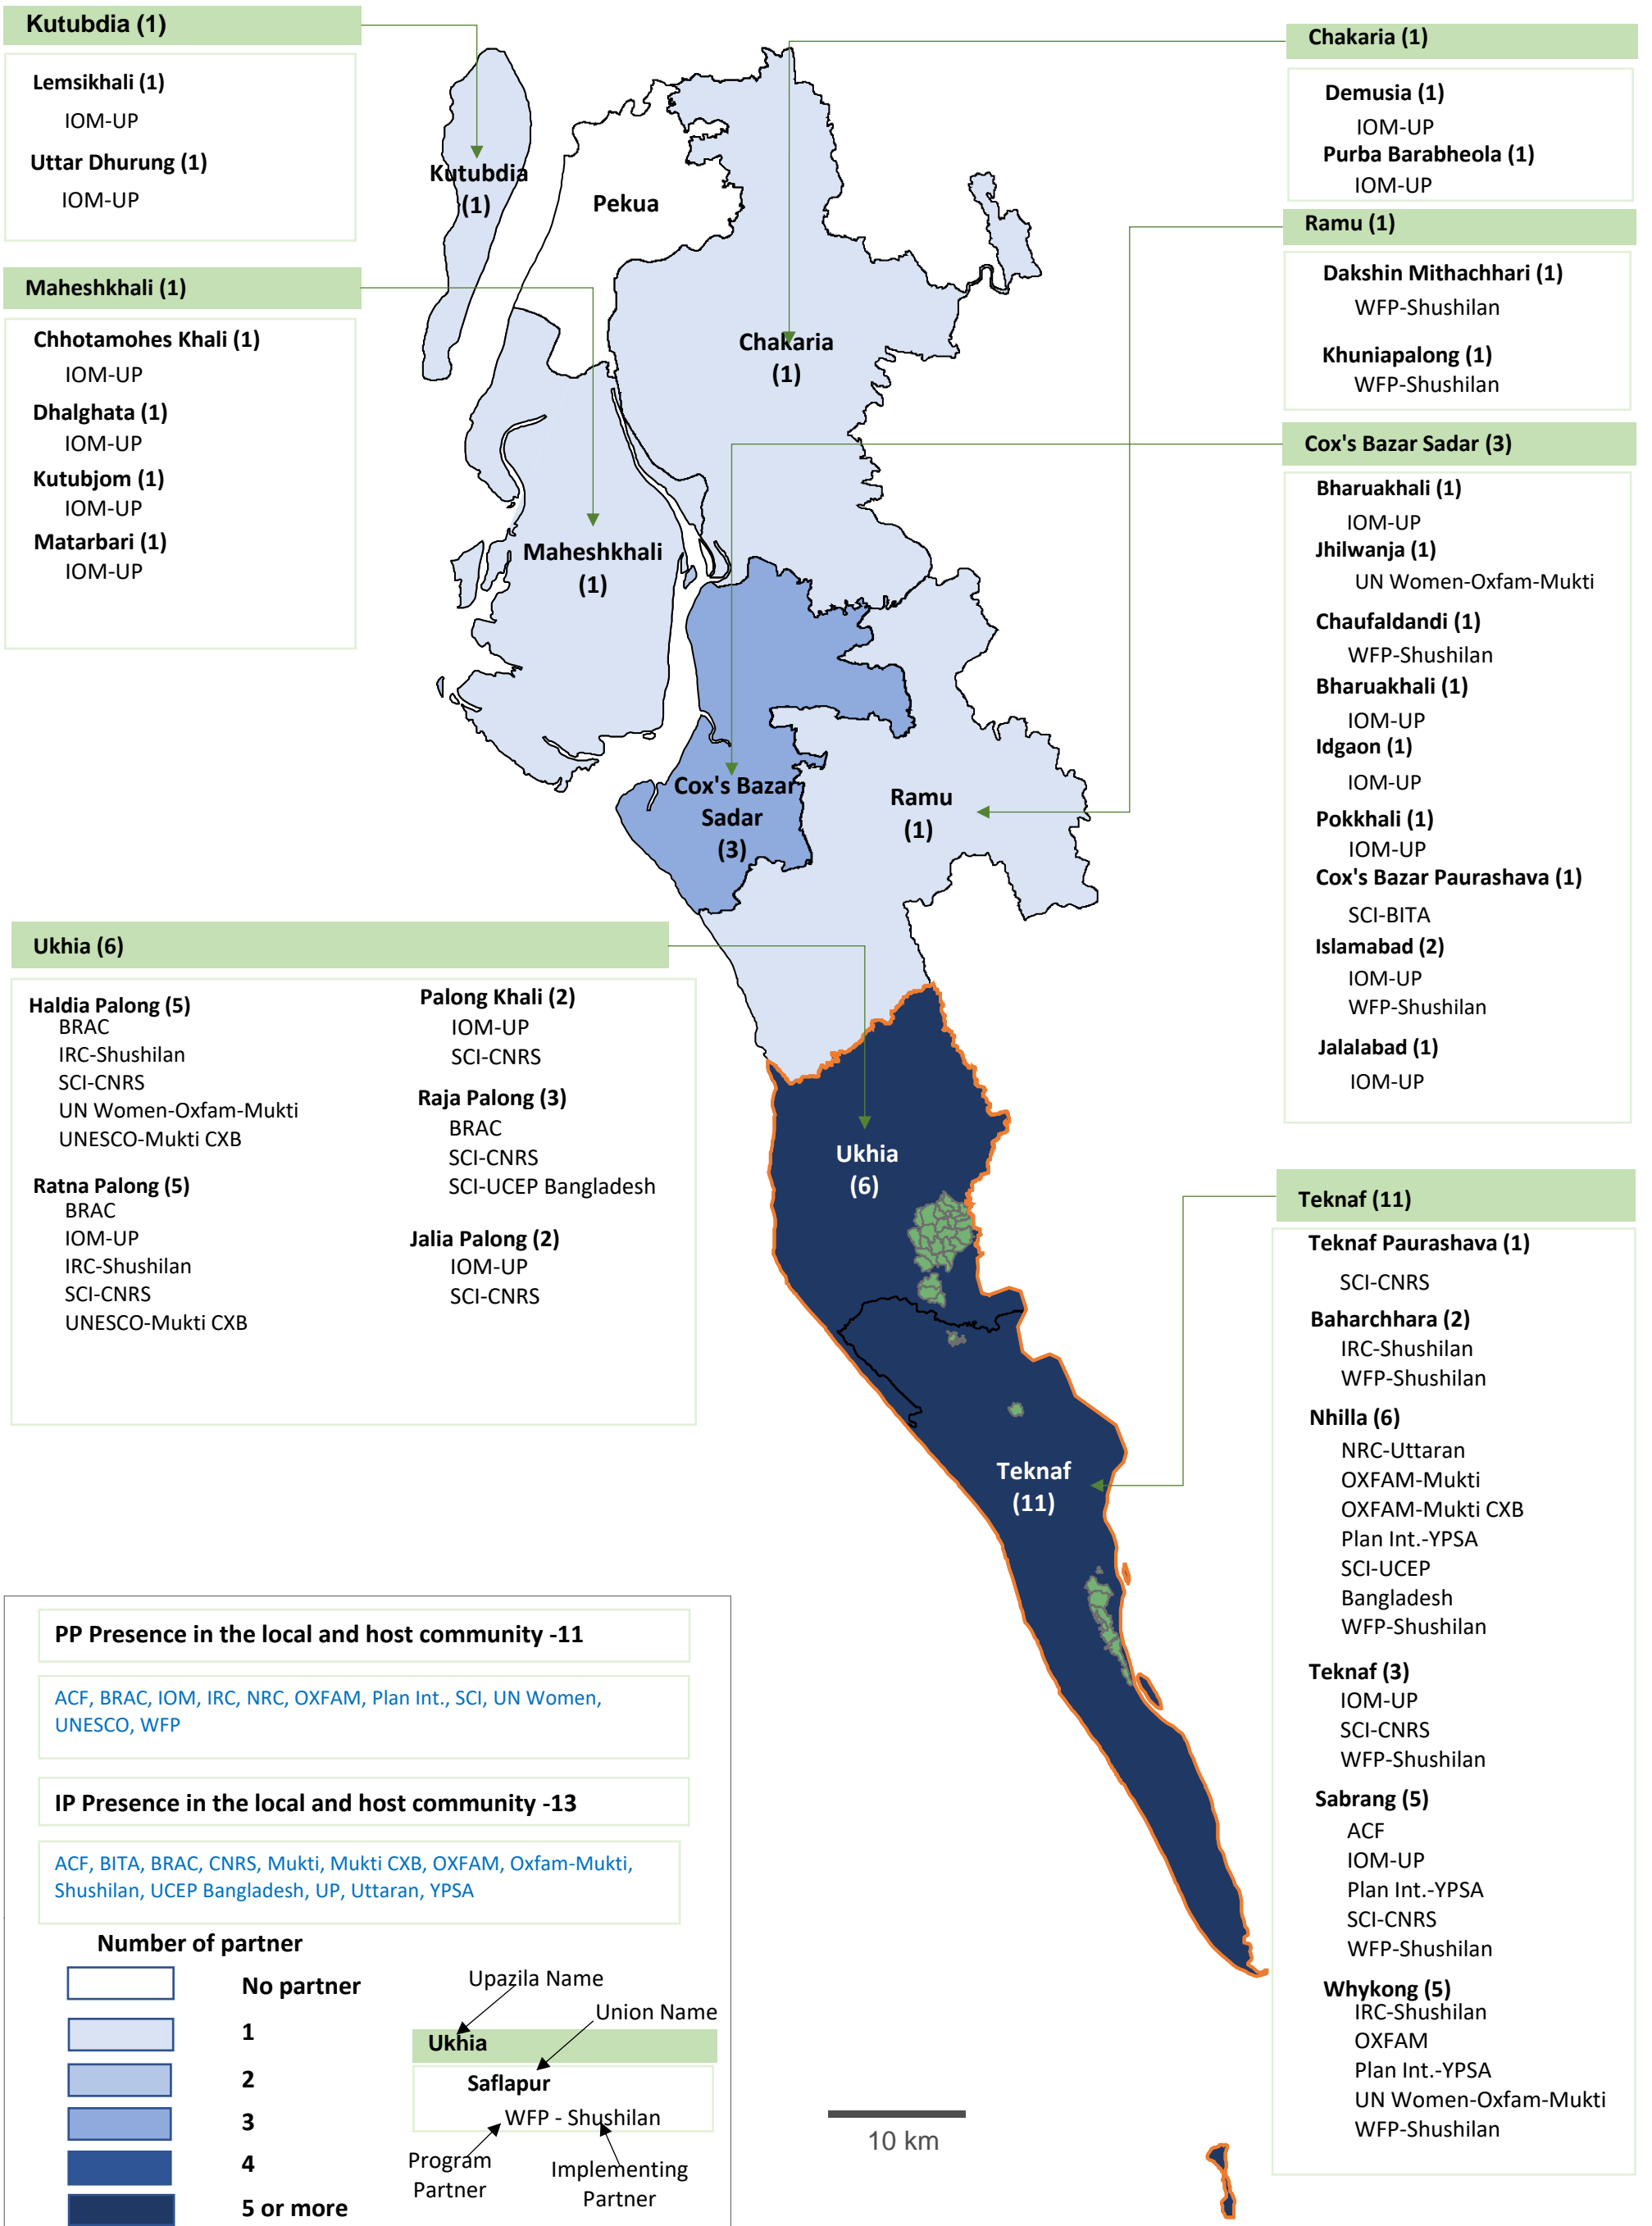 Kutubdia (1)
Lemsikhali (1)
IOM-UP
Uttar Dhurung (1)
IOM-UP
Maheshkhali (1)
Chhotamohes Khali (1)
IOM-UP
Dhalghata (1)
IOM-UP
Kutubjom (1)
IOM-UP
Matarbari (1)
IOM-UP
Kutubdia
(1)
Pekua
Chakaria
(1)
Maheshkhali
(1)
Cox's Bazar
Sadar
(3)
Ramu
(1)
Ukhia
(6)
Teknaf
(11)
Chakaria (1)
Demusia (1)
IOM-UP
Purba Barabheola (1)
IOM-UP
Ramu (1)
Dakshin Mithachhari (1)
WFP-Shushilan
Khuniapalong (1)
WFP-Shushilan
Cox's Bazar Sadar (3)
Bharuakhali (1)
IOM-UP
Jhilwanja (1)
UN Women-Oxfam-Mukti
Chaufaldandi (1)
WFP-Shushilan
Bharuakhali (1)
IOM-UP
Idgaon (1)
IOM-UP
Pokkhali (1)
IOM-UP
Cox's Bazar Paurashava (1)
SCI-BITA
Islamabad (2)
IOM-UP
WFP-Shushilan
Jalalabad (1)
IOM-UP
Ukhia (6)
Haldia Palong (5)
BRAC
IRC-Shushilan
SCI-CNRS
UN Women-Oxfam-Mukti
UNESCO-Mukti CXB
Ratna Palong (5)
BRAC
IOM-UP
IRC-Shushilan
SCI-CNRS
UNESCO-Mukti CXB
Palong Khali (2)
IOM-UP
SCI-CNRS
Raja Palong (3)
BRAC
SCI-CNRS
SCI-UCEP Bangladesh
Jalia Palong (2)
IOM-UP
SCI-CNRS
Teknaf (11)
Teknaf Paurashava (1)
SCI-CNRS
Baharchhara (2)
IRC-Shushilan
WFP-Shushilan
Nhilla (6)
NRC-Uttaran
OXFAM-Mukti
OXFAM-Mukti CXB
Plan Int.-YPSA
SCI-UCEP
Bangladesh
WFP-Shushilan
Teknaf (3)
IOM-UP
SCI-CNRS
WFP-Shushilan
Sabrang (5)
ACF
IOM-UP
Plan Int.-YPSA
SCI-CNRS
WFP-Shushilan
Whykong (5)
IRC-Shushilan
OXFAM
Plan Int.-YPSA
UN Women-Oxfam-Mukti
WFP-Shushilan
PP Presence in the local and host community -11
ACF, BRAC, IOM, IRC, NRC, OXFAM, Plan Int., SCI, UN Women,
UNESCO, WFP
IP Presence in the local and host community -13
ACF, BITA, BRAC, CNRS, Mukti, Mukti CXB, OXFAM, Oxfam-Mukti,
Shushilan, UCEP Bangladesh, UP, Uttaran, YPSA
Number of partner
No partner
1
2
3
4
5 or more
Upazila Name
Union Name
Ukhia
Saflapur
WFP - Shushilan
Program
Partner
Implementing
Partner
10 km